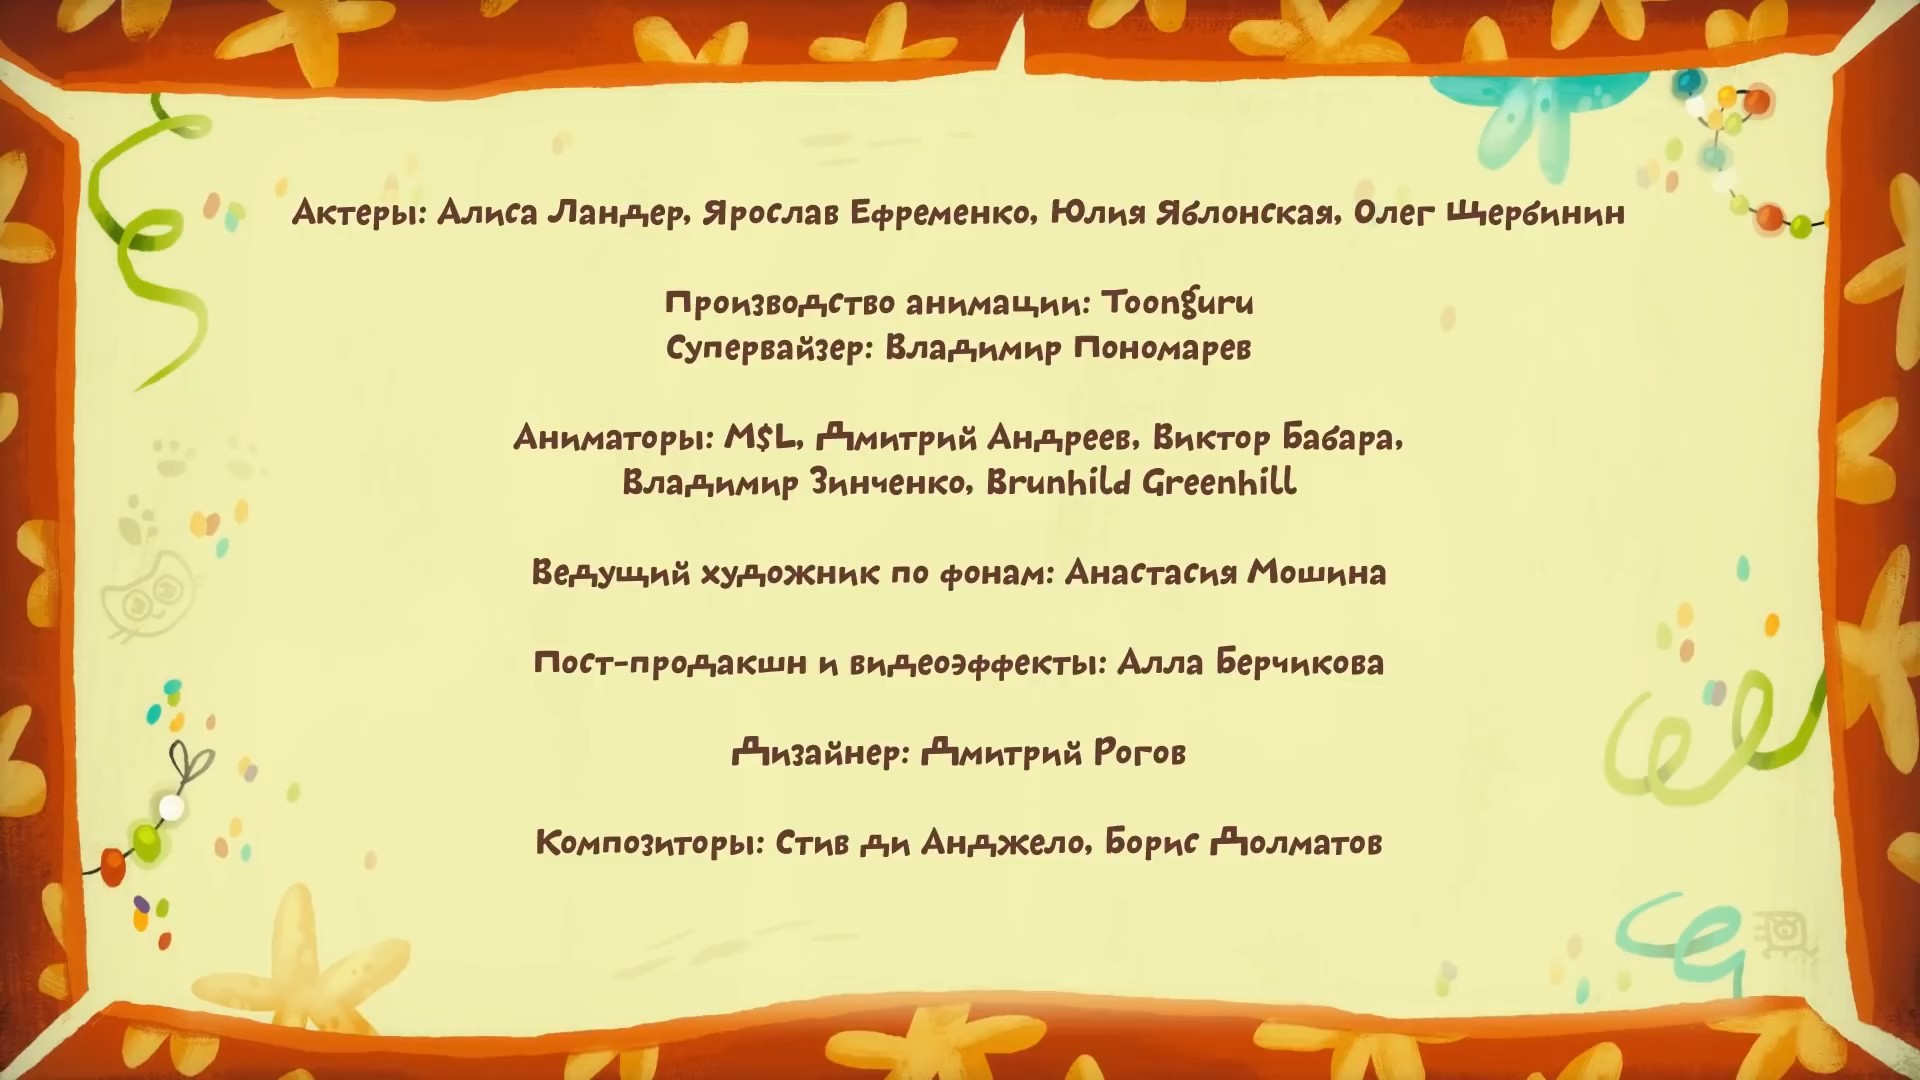 Актеры: Алиса Ландер, Ярослав Ефременко, Юлия Яблонская, Олег Щербинин
Производство анимации: Toonguru
Супервайзер: Владимир Пономарев
Аниматоры: M$L, Дмитрий Андреев, Виктор Бабара,
Владимир Зинченко, Brunhild Greenhill
Ведущий художник по фонам: Анастасия Мошина
Пост-продакшн и видеоэффекты: Алла Берчикова
Дизайнер: Дмитрий Рогов
Композиторы: Стив ди Анджело, Борис Долматов